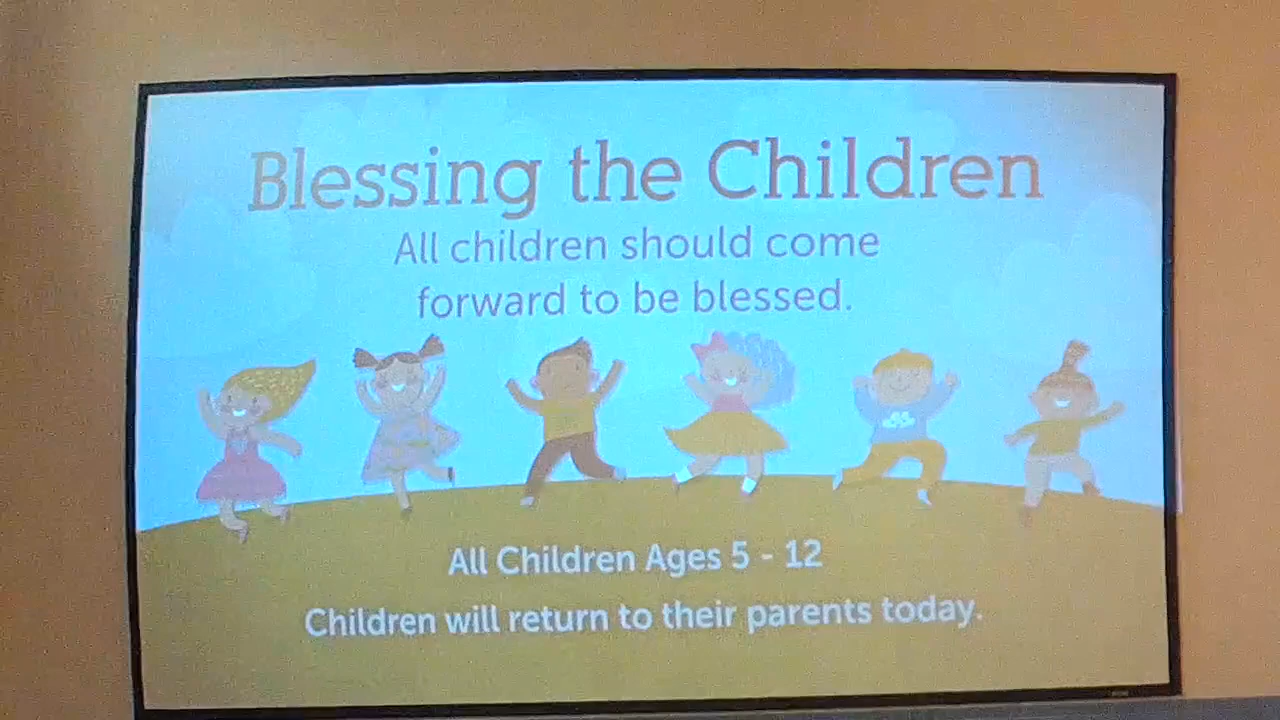 Blessing the Children
All children should come
forward to be blessed.
All Children Ages 5 - 12
Children will return to their parents today.